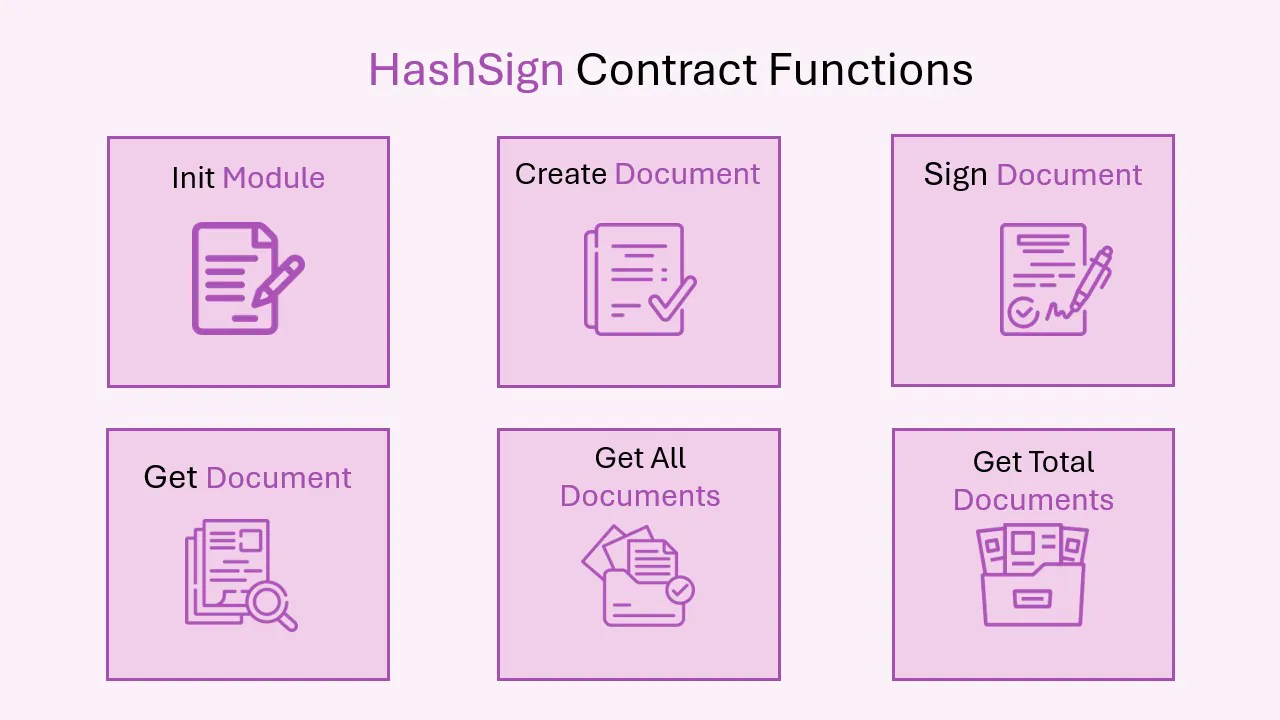 HashSign Contract Functions
Init Module
Create Document
Sign Document
Get Document
Get All
Documents
Get Total
Documents